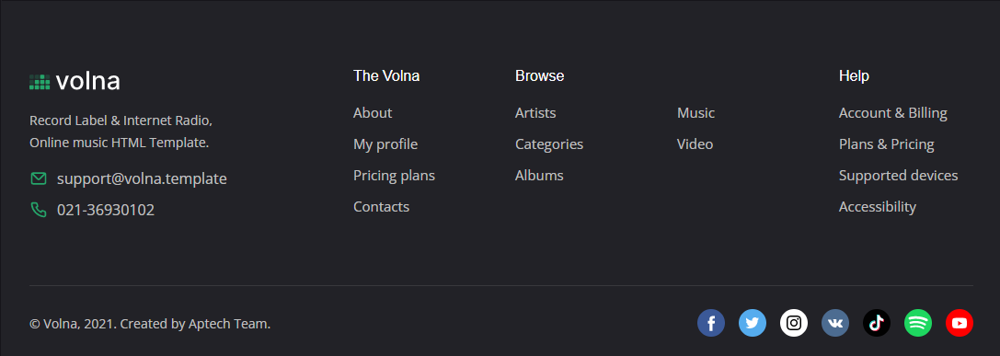 volna
Record Label & Internet Radio,
Online music HTML Template.
support@volna.template
021-36930102
The Volna
About
My profile
Pricing plans
Contacts
Browse
Artists
Categories
Albums
Music
Video
Help
Account & Billing
Plans & Pricing
Supported devices
Accessibility
© Volna, 2021. Created by Aptech Team.